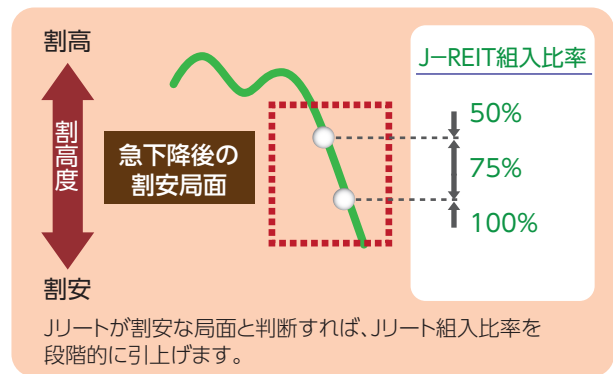 割高
割高度
割安
急下降後の
割安局面
J−REIT組入比率
50%
75%
100%
Jリートが割安な局面と判断すれば、Jリート組入比率を
段階的に引上げます。